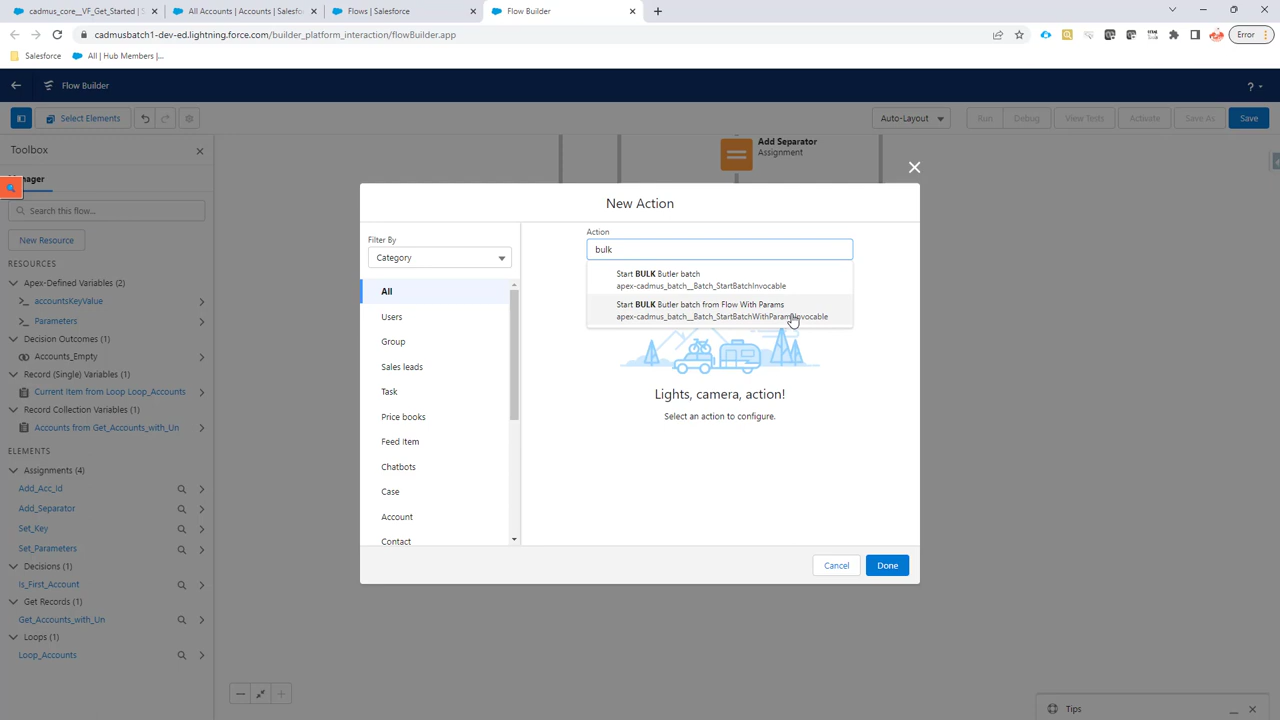 cadmus_core__VF_Get_Started | S
All Accounts | Accounts | Salesfo
Flows | Salesforce
Flow Builder
cadmusbatch1-dev-ed.lightning.force.com/builder_platform_interaction/flowBuilder.app
Error
Salesforce
All | Hub Members |...
Flow Builder
?
Select Elements
Auto-Layout
Run
Debug
View Tests
Activate
Save As
Save
Toolbox
Manager
Search this flow...
New Resource
RESOURCES
Apex-Defined Variables (2)
accountsKeyValue
Parameters
Decision Outcomes (1)
Accounts_Empty
Record (Single) Variables (1)
Current Item from Loop Loop_Accounts
Record Collection Variables (1)
Accounts from Get_Accounts_with_Un
ELEMENTS
Assignments (4)
Add_Acc_Id
Add_Separator
Set_Key
Set_Parameters
Decisions (1)
Is_First_Account
Get Records (1)
Get_Accounts_with_Un
Loops (1)
Loop_Accounts
Add Separator
Assignment
New Action
Filter By
Category
All
Users
Group
Sales leads
Task
Price books
Feed Item
Chatbots
Case
Account
Contact
Action
bulk
Start BULK Butler batch
apex-cadmus_batch__Batch_StartBatchInvocable
Start BULK Butler batch from Flow With Params
apex-cadmus_batch__Batch_StartBatchWithParamInvocable
Lights, camera, action!
Select an action to configure.
Cancel
Done
Tips